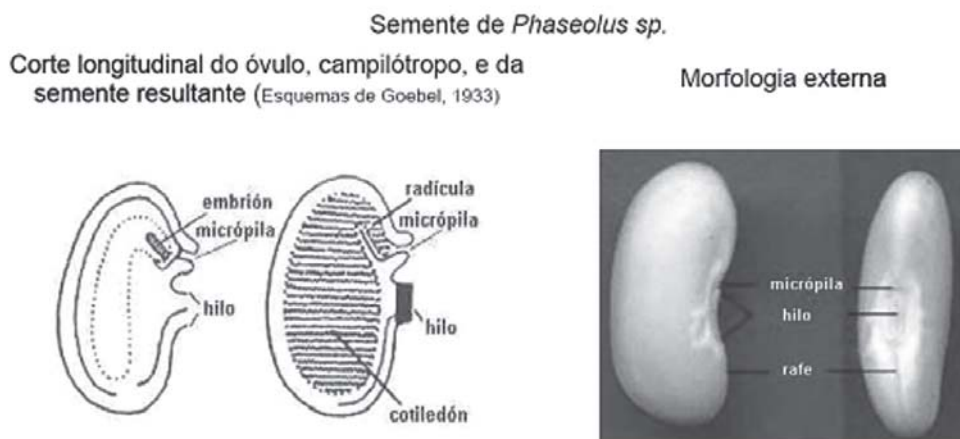 Semente de Phaseolus sp.
Corte longitudinal do óvulo, campilótropo, e da
semente resultante (Esquemas de Goebel, 1933)
Morfologia externa
embrión
micrópila
hilo
radícula
micrópila
hilo
cotiledón
micrópila
hilo
rafe